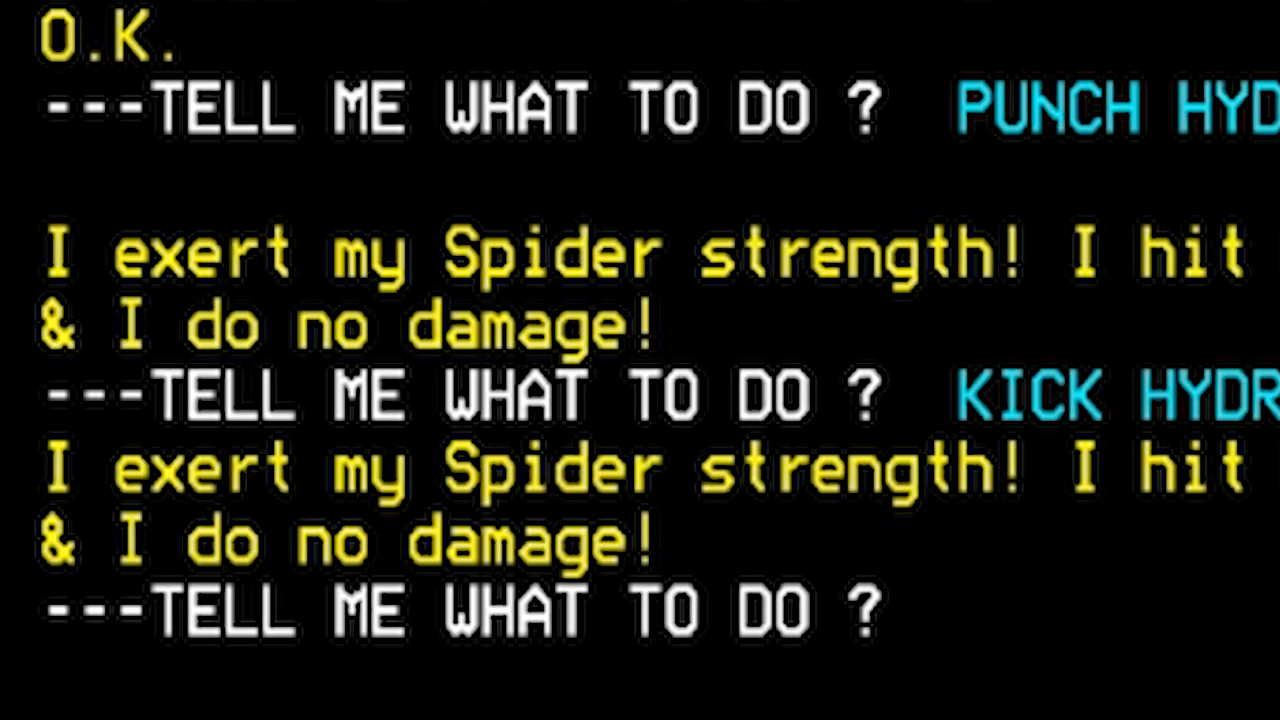 O.K.
---TELL ME WHAT TO DO ? PUNCH HYD
I exert my Spider strength! I hit
& I do no damage!
---TELL ME WHAT TO DO ? KICK HYDR
I exert my Spider strength! I hit
& I do no damage!
---TELL ME WHAT TO DO ?